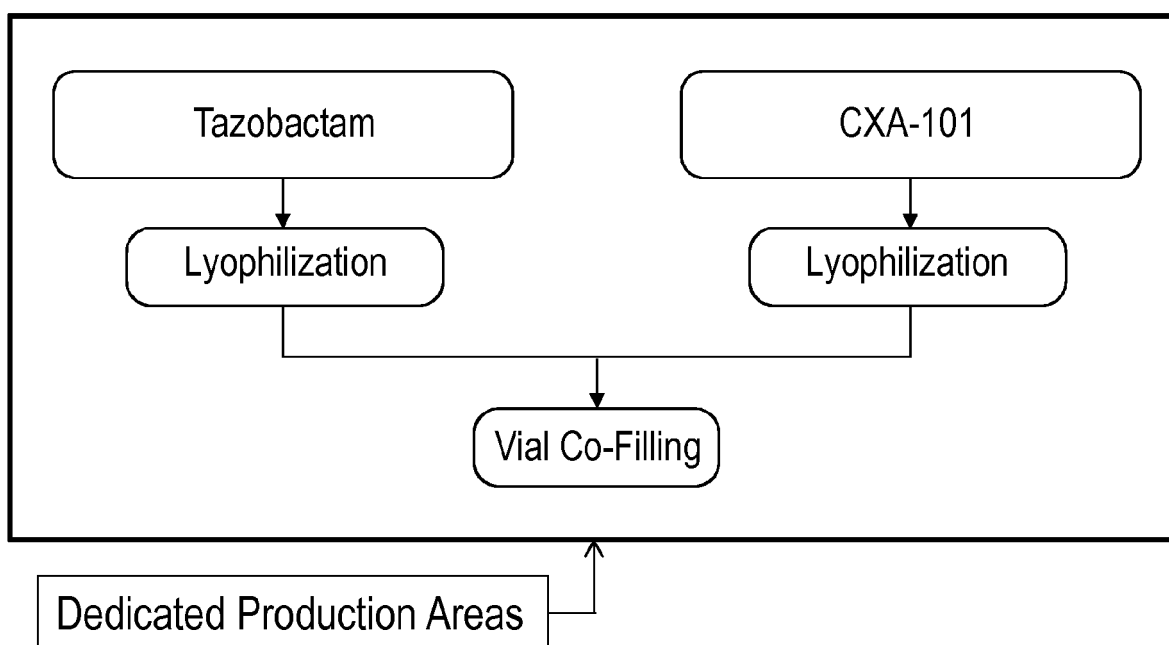 Tazobactam
CXA-101
Lyophilization
Lyophilization
Vial Co-Filling
Dedicated Production Areas